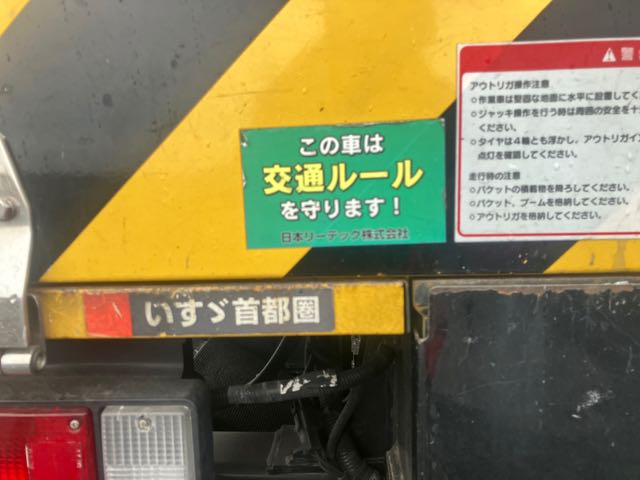 この車は
交通ルール
を守ります！
日本リーテック株式会社
⚠警
アウトリガ操作注意
○作業車は堅固な地面に水平に設置してく
○ジャッキ操作を行う時は周囲の安全を十
ください。
○タイヤは4輪とも浮かし、アウトリガイン
点灯を確認してください。
走行時の注意
○バケットの積載物を降ろしてください。
○バケット、ブームを格納してください。
○アウトリガを格納してください。
いすゞ首都圏